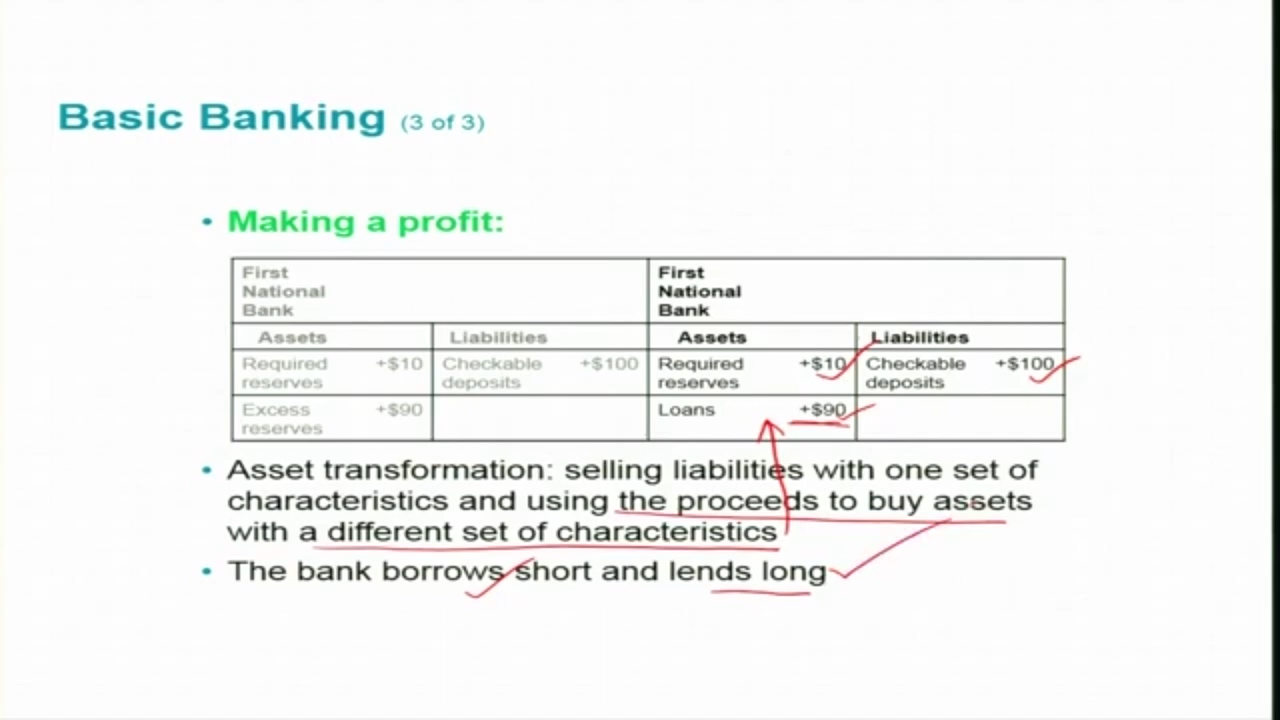 Basic Banking (3 of 3)
• Making a profit:
First National Bank First National Bank
Assets Liabilities Assets Liabilities
Required reserves +$10 Checkable deposits +$100 Required reserves +$10 Checkable deposits +$100
Excess reserves +$90 Loans +$90
• Asset transformation: selling liabilities with one set of
characteristics and using the proceeds to buy assets
with a different set of characteristics
• The bank borrows short and lends long